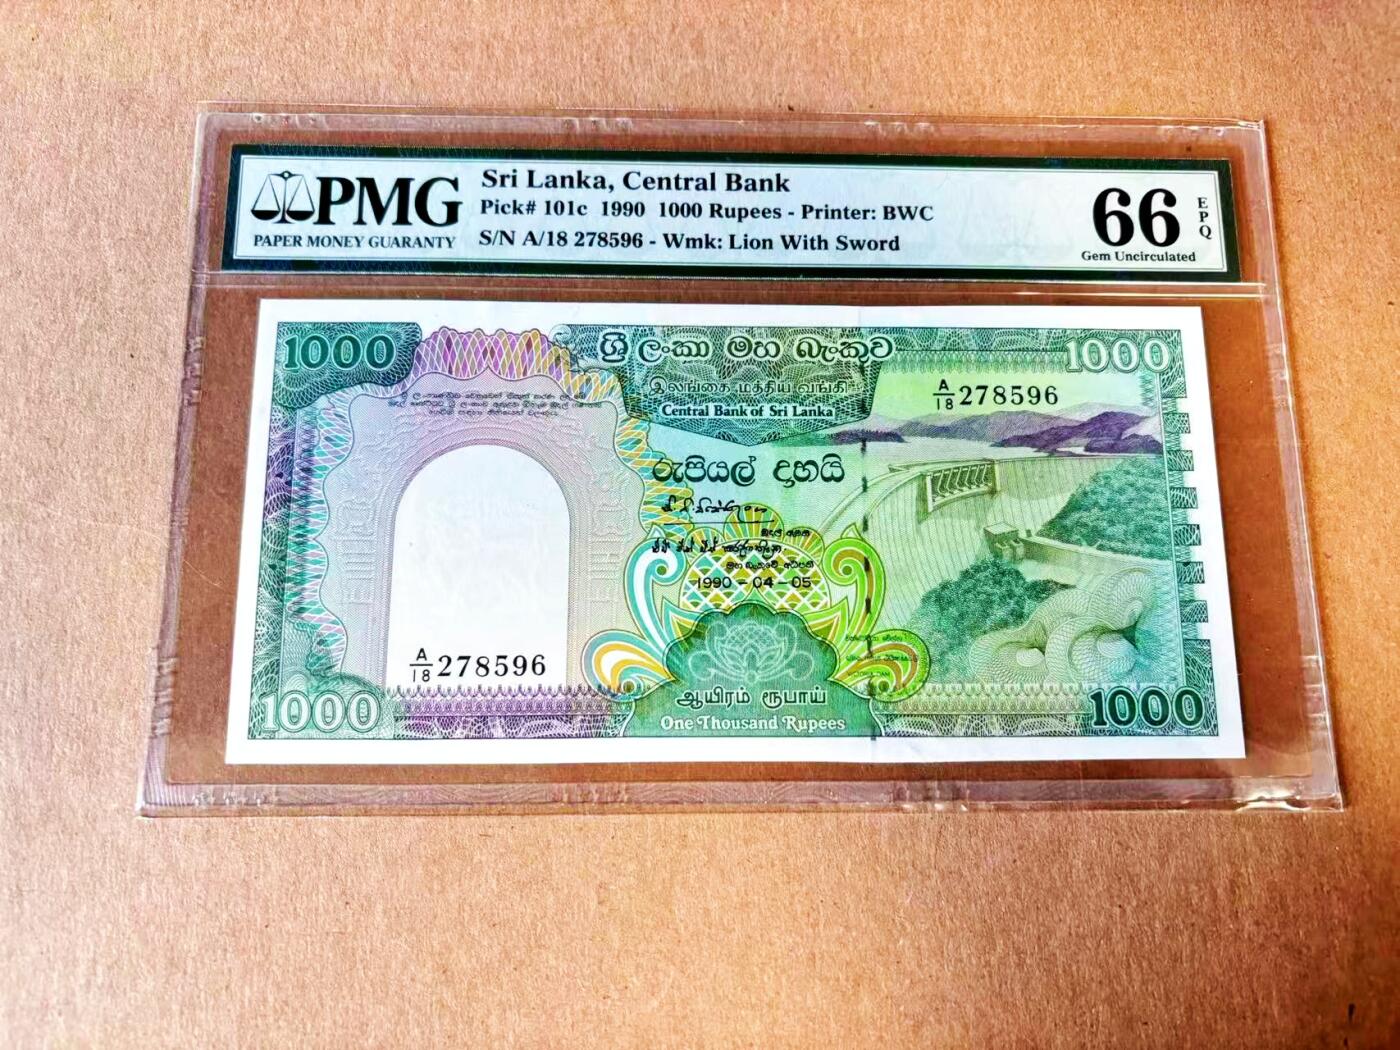 PMG
PAPER MONEY GUARANTY
Sri Lanka, Central Bank
Pick# 101c 1990 1000 Rupees - Printer: BWC
S/N A/18 278596 - Wmk: Lion With Sword
66
EPQ
Gem Uncirculated
1000
ශ්‍රී ලංකා මහ බැංකුව
1000
இலங்கை மத்திய வங்கி
Central Bank of Sri Lanka
A/18 278596
රුපියල් දාහයි
1990-04-05
A/18 278596
1000
ஆயிரம் ரூபாய்
One Thousand Rupees
1000